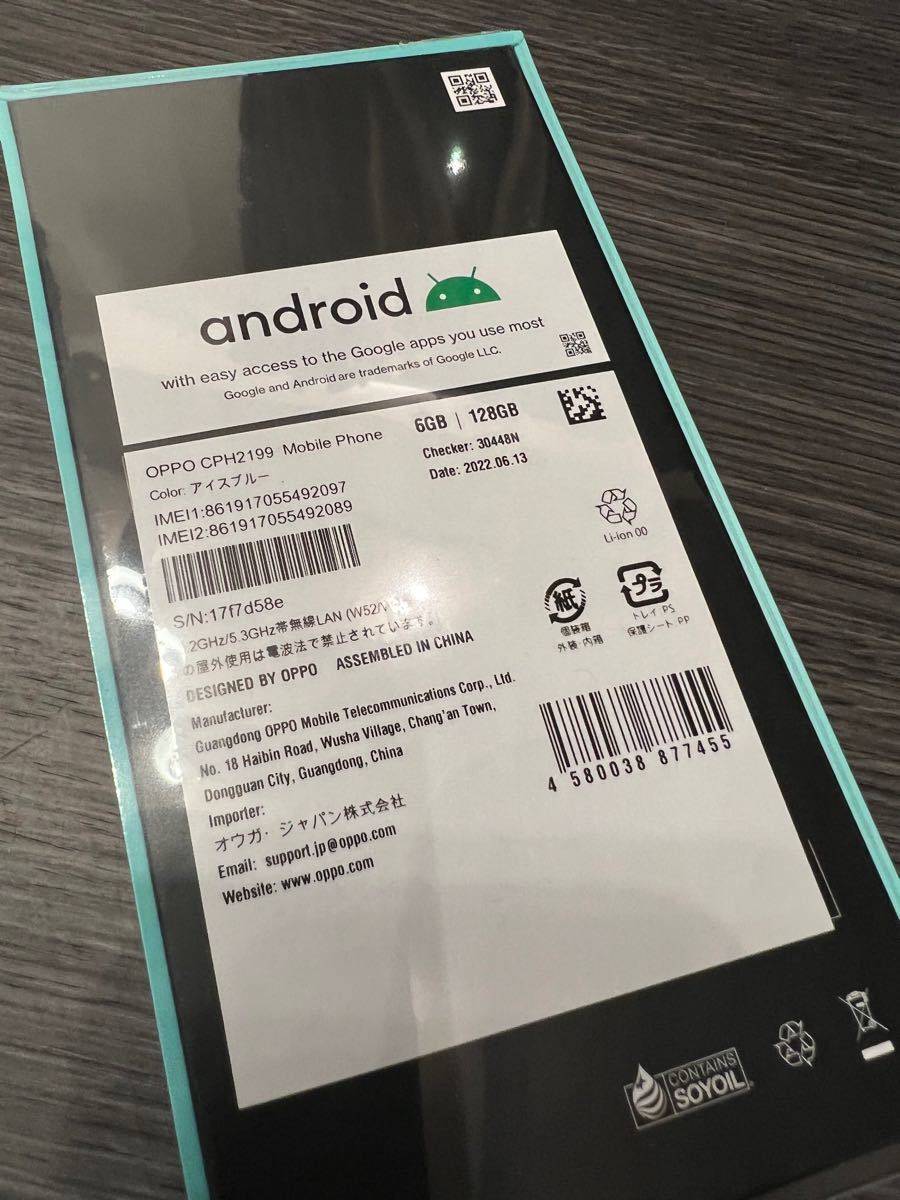 android
with easy access to the Google apps you use most
Google and Android are trademarks of Google LLC.
OPPO CPH2199 Mobile Phone
6GB | 128GB
Color: アイスブルー
Checker: 30448N
Date: 2022.06.13
IMEI1:861917055492097
IMEI2:861917055492089
Li-ion 00
S/N:17f7d58e
紙
個装箱
外装·内箱
プラ
トレイ PS
保護シート PP
.2GHz/5.3GHz帯無線LAN (W52/
の屋外使用は電波法で禁止されています。
DESIGNED BY OPPO ASSEMBLED IN CHINA
Manufacturer:
Guangdong OPPO Mobile Telecommunications Corp., Ltd.
No. 18 Haibin Road, Wusha Village, Chang'an Town,
Dongguan City, Guangdong, China
4 580038 877455
Importer:
オウガ・ジャパン株式会社
Email: support.jp@oppo.com
Website: www.oppo.com
CONTAINS
SOYOIL